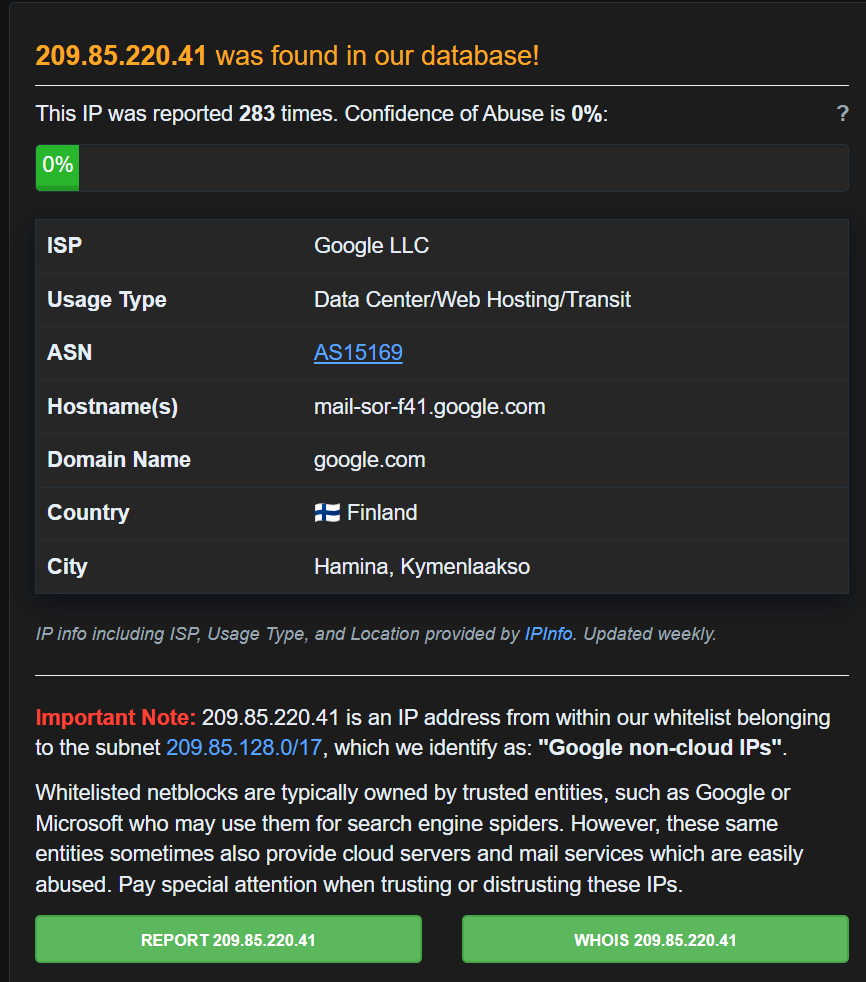 209.85.220.41 was found in our database!
This IP was reported 283 times. Confidence of Abuse is 0%:
?
0%
ISP Google LLC
Usage Type Data Center/Web Hosting/Transit
ASN AS15169
Hostname(s) mail-sor-f41.google.com
Domain Name google.com
Country 🇫🇮 Finland
City Hamina, Kymenlaakso
IP info including ISP, Usage Type, and Location provided by IPInfo. Updated weekly.
Important Note: 209.85.220.41 is an IP address from within our whitelist belonging
to the subnet 209.85.128.0/17, which we identify as: "Google non-cloud IPs".
Whitelisted netblocks are typically owned by trusted entities, such as Google or
Microsoft who may use them for search engine spiders. However, these same
entities sometimes also provide cloud servers and mail services which are easily
abused. Pay special attention when trusting or distrusting these IPs.
REPORT 209.85.220.41
WHOIS 209.85.220.41